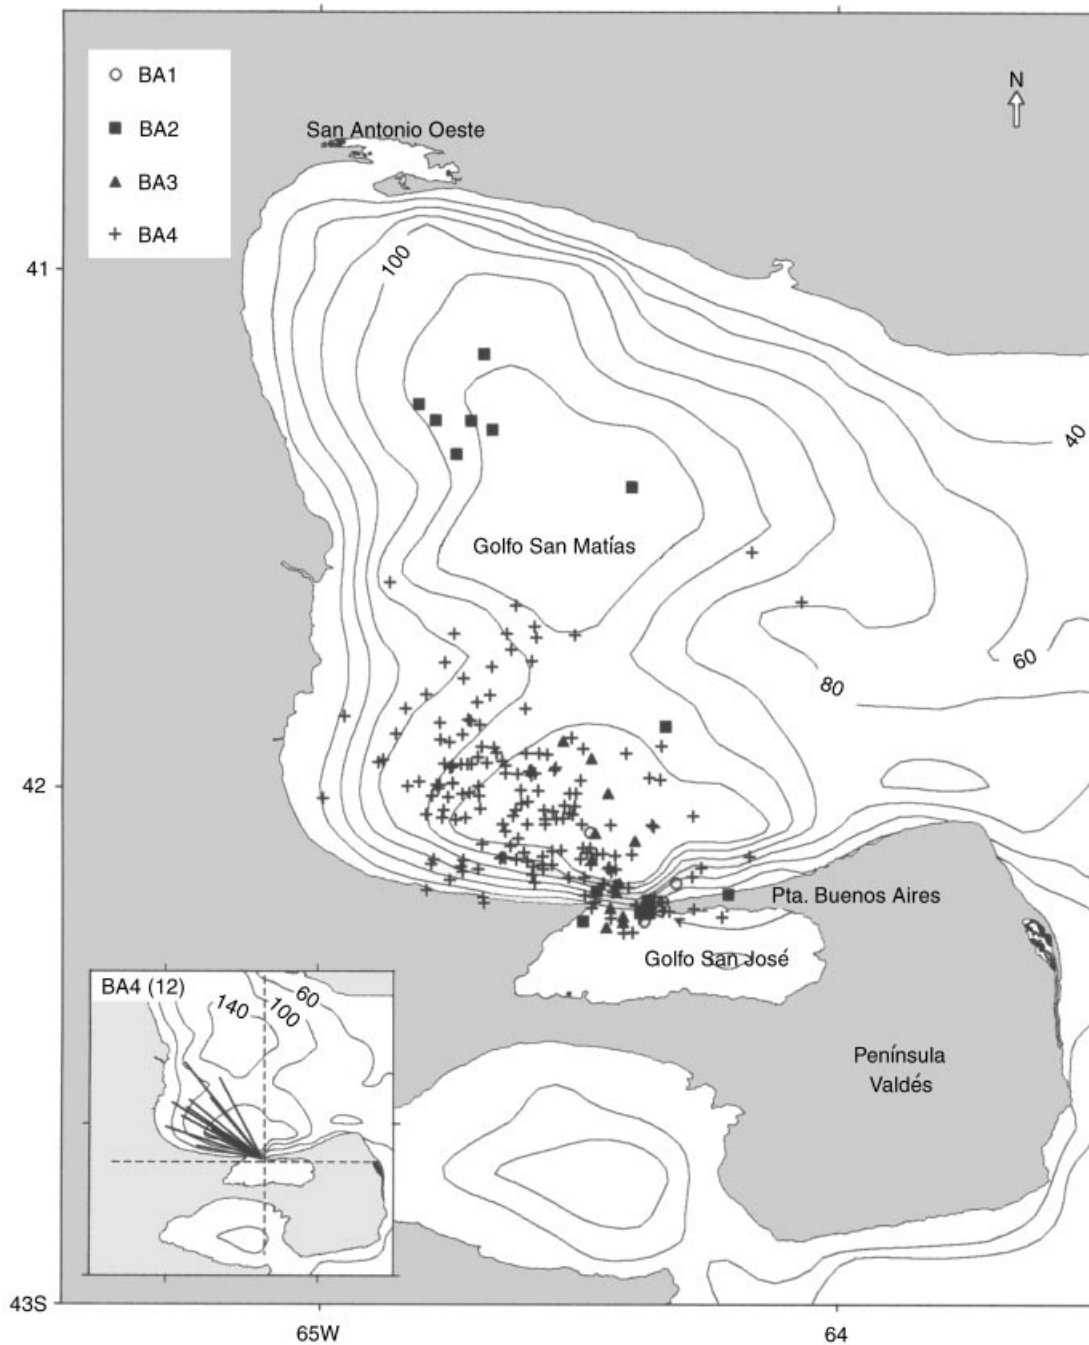 BA1
BA2
BA3
BA4
N
San Antonio Oeste
41
100
40
Golfo San Matías
60
80
42
Pta. Buenos Aires
Golfo San José
BA4 (12)
60
140
100
Península
Valdés
43S
65W
64